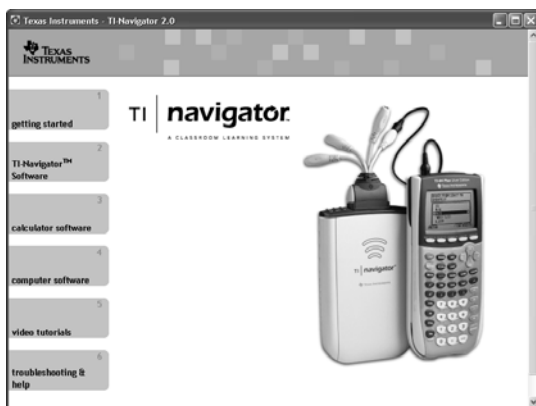 Texas Instruments - TI-Navigator 2.0
TEXAS
INSTRUMENTS
1
getting started
2
TI-Navigator™
Software
3
calculator software
4
computer software
5
video tutorials
6
troubleshooting &
help
TI navigator™
A CLASSROOM LEARNING SYSTEM
TI navigator